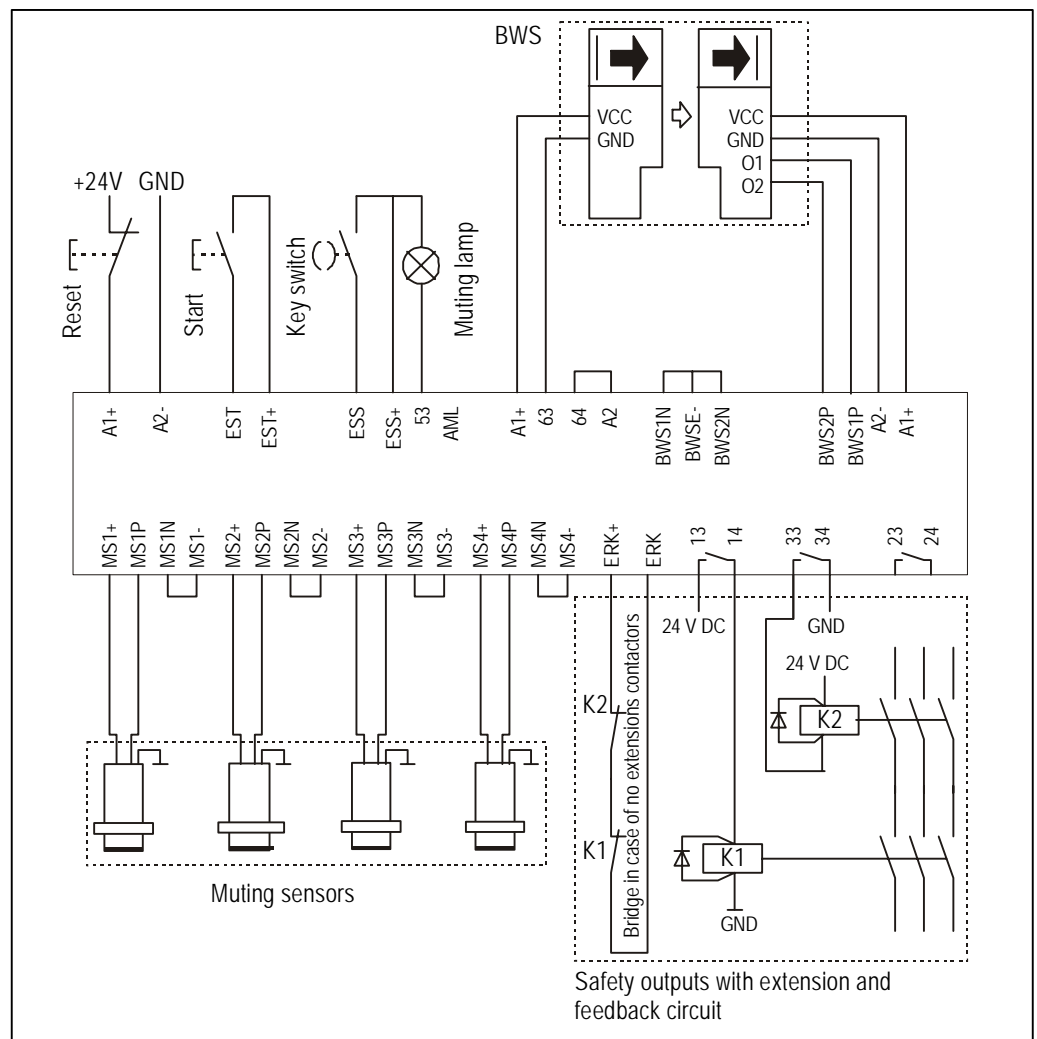 BWS
VCC
GND
VCC
GND
O1
O2
+24V GND
Reset
Start
Key switch
Muting lamp
A1+
A2-
EST
EST+
ESS
ESS+
53
AML
A1+
63
64
A2
BWS1N
BWSE-
BWS2N
BWS2P
BWS1P
A2-
A1+
MS1+
MS1P
MS1N
MS1-
MS2+
MS2P
MS2N
MS2-
MS3+
MS3P
MS3N
MS3-
MS4+
MS4P
MS4N
MS4-
ERK+
ERK
13
14
33
34
23
24
24 V DC
GND
24 V DC
K2
K2
Bridge in case of no extensions contactors
K1
K1
GND
Muting sensors
Safety outputs with extension and
feedback circuit